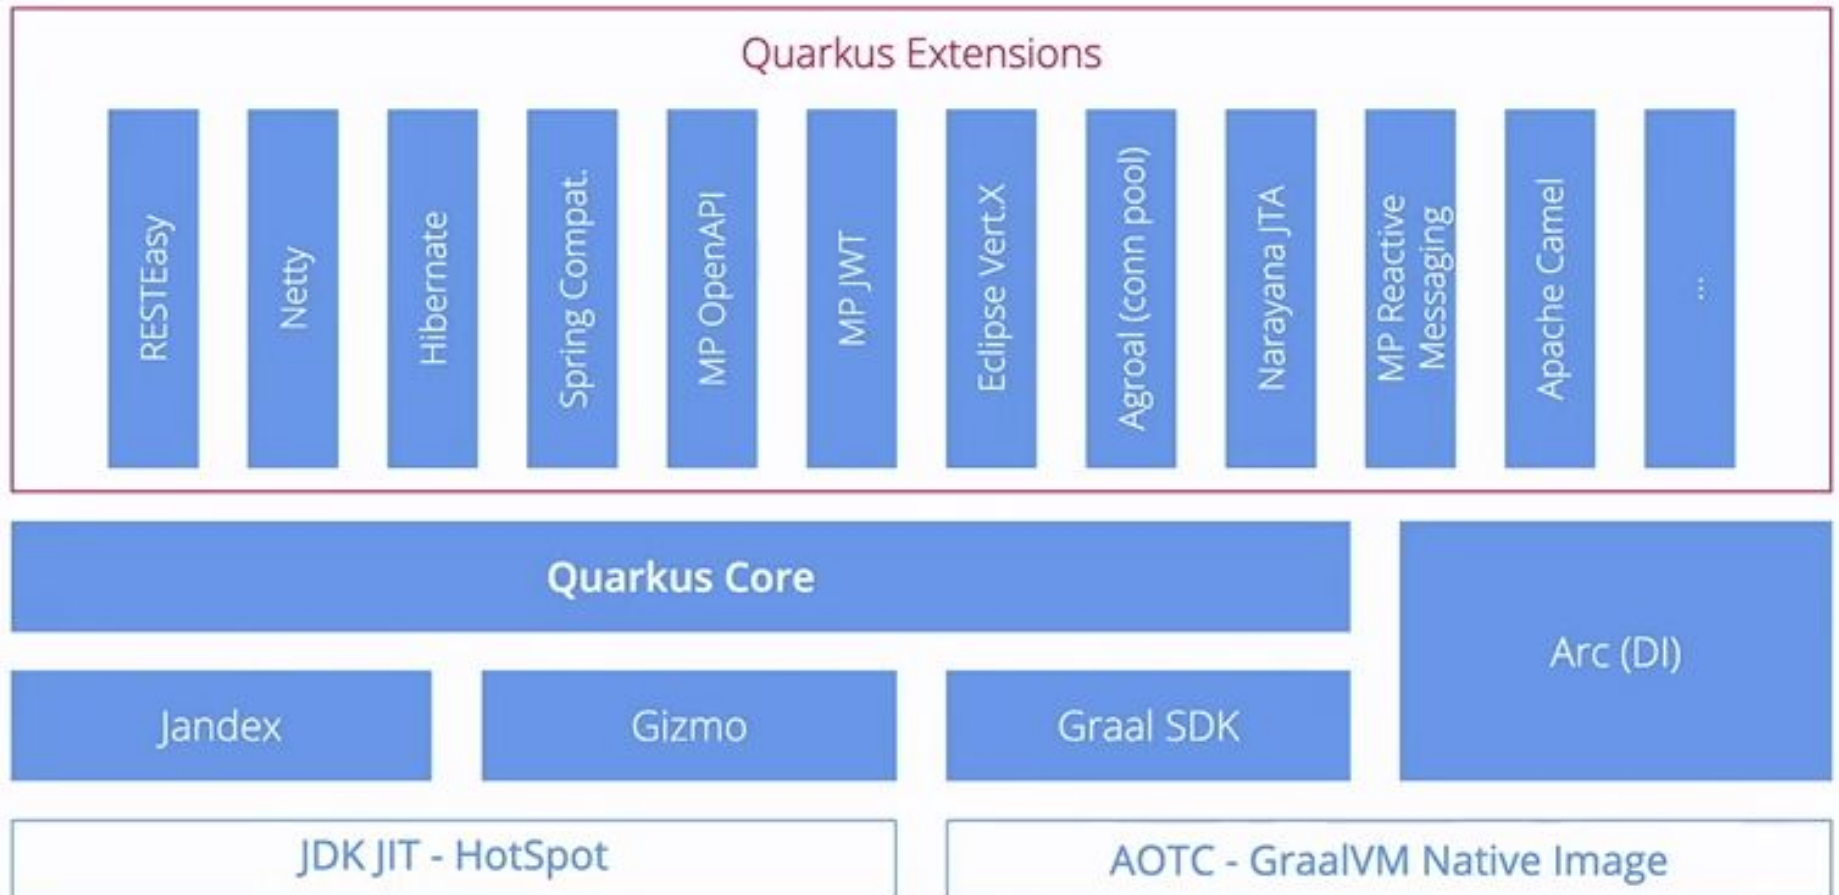 Quarkus Extensions
RESTEasy
Netty
Hibernate
Spring Compat.
MP OpenAPI
MP JWT
Eclipse Vert.X
Agroal (conn pool)
Narayana JTA
MP Reactive
Messaging
Apache Camel
...
Quarkus Core
Arc (DI)
Jandex
Gizmo
Graal SDK
JDK JIT - HotSpot
AOTC - GraalVM Native Image